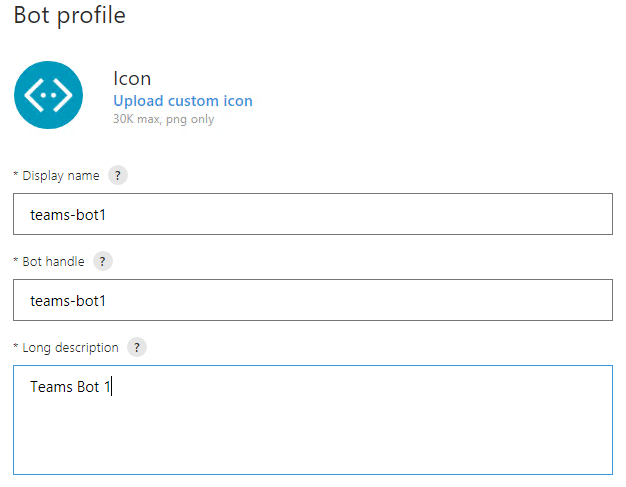 Bot profile
Icon
Upload custom icon
30K max, png only
* Display name ?
teams-bot1
* Bot handle ?
teams-bot1
* Long description ?
Teams Bot 1